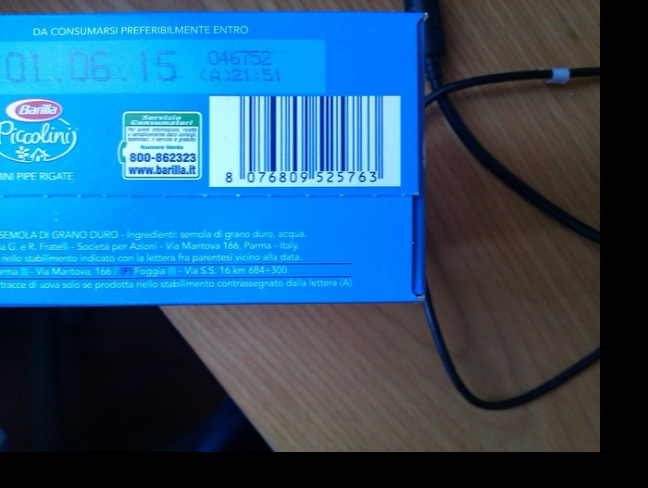 DA CONSUMARSI PREFERIBILMENTE ENTRO
01.06.15
046752
(A)21:51
Barilla
Piccolini
MINI PIPE RIGATE
Servizio
Consumatori
Numero Verde
800-862323
www.barilla.it
8 076809 525763
SEMOLA DI GRANO DURO - Ingredienti: semola di grano duro, acqua.
G. e R. Fratelli - Società per Azioni - Via Mantova 166, Parma - Italy.
nello stabilimento indicato con la lettera fra parentesi vicino alla data.
(I) - Via Mantova, 166 / (F) Foggia (I) - Via S.S. 16 km 684+300
tracce di uova solo se prodotta nello stabilimento contrassegnato dalla lettera (A)